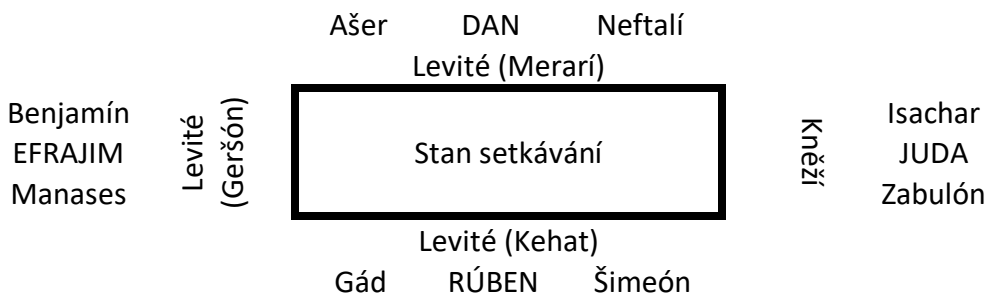 Ašer DAN Neftalí
Levité (Merarí)
Benjamín
EFRAJIM
Manases
Levité
(Geršón)
Stan setkávání
Kněží
Isachar
JUDA
Zabulón
Levité (Kehat)
Gád RÚBEN Šimeón